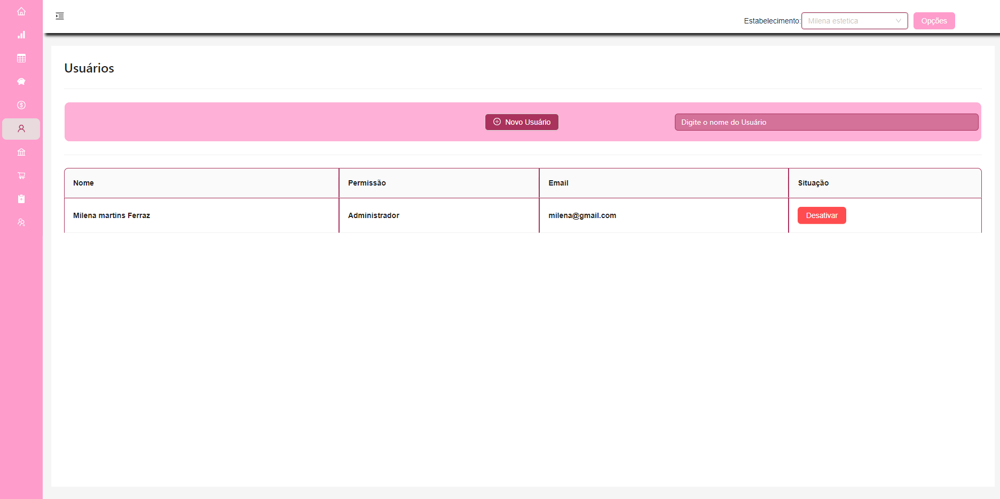 Estabelecimento: Milena estetica Opções
Usuários
Novo Usuário Digite o nome do Usuário
Nome Permissão Email Situação
Milena martins Ferraz Administrador milena@gmail.com Desativar